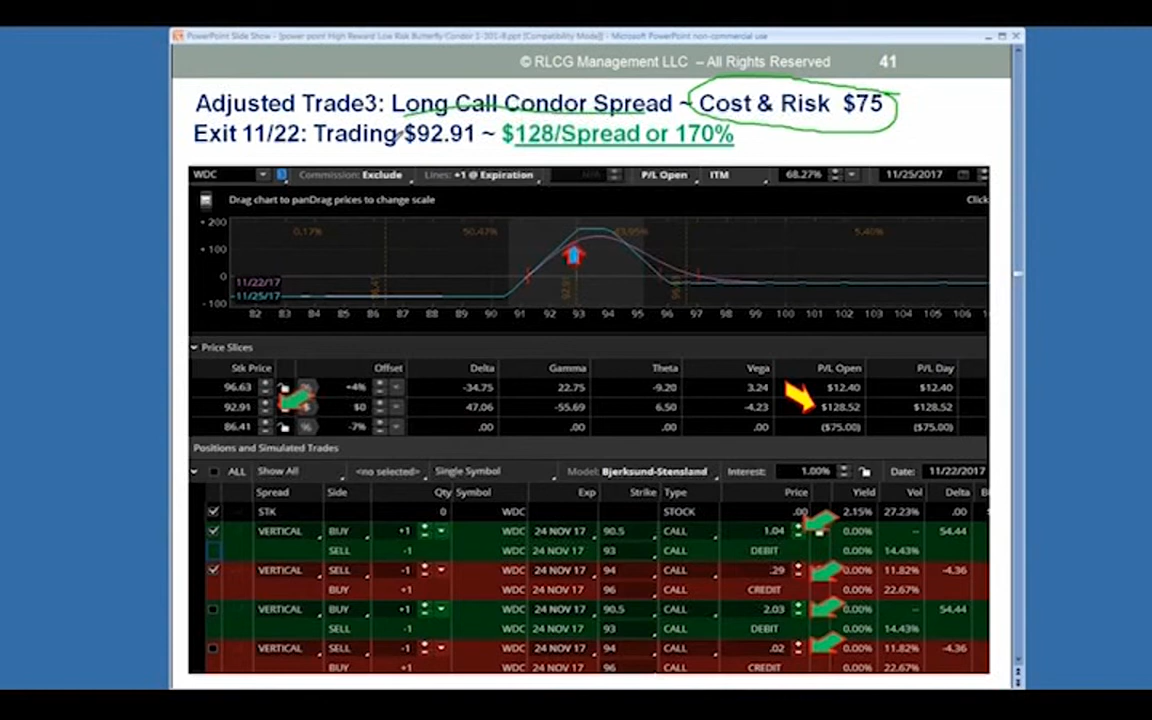 PowerPoint Slide Show - [power point High Reward Low Risk Butterfly Condor 1-301-8.ppt [Compatibility Mode]] - Microsoft PowerPoint non-commercial use
© RLCG Management LLC – All Rights Reserved 41
Adjusted Trade3: Long Call Condor Spread ~ Cost & Risk $75
Exit 11/22: Trading $92.91 ~ $128/Spread or 170%
WDC Commission: Exclude Lines: +1 @ Expiration P/L Open ITM 68.27% 11/25/2017
Drag chart to pan Drag prices to change scale Click
+200 0.17% 50.47% 43.95% 5.40%
+100
0
11/22/17
11/25/17
-100
82 83 84 85 86 87 88 89 90 91 92 93 94 95 96 97 98 99 100 101 102 103 104 105 106
Price Slices
Stk Price Offset Delta Gamma Theta Vega P/L Open P/L Day
96.63 +4% -34.75 22.75 -9.20 3.24 $12.40 $12.40
92.91 $0 47.06 -55.69 6.50 -4.23 $128.52 $128.52
86.41 -7% .00 .00 .00 .00 ($75.00) ($75.00)
Positions and Simulated Trades
ALL Show All <no selected> Single Symbol Model: Bjerksund-Stensland Interest: 1.00% Date: 11/22/2017
Spread Side Qty Symbol Exp Strike Type Price Yield Vol Delta
STK 0 WDC STOCK .00 2.15% 27.23% .00
VERTICAL BUY +1 WDC 24 NOV 17 90.5 CALL 1.04 0.00% -- 54.44
SELL -1 WDC 24 NOV 17 93 CALL DEBIT 0.00% 14.43%
VERTICAL SELL -1 WDC 24 NOV 17 94 CALL .29 0.00% 11.82% -4.36
BUY +1 WDC 24 NOV 17 96 CALL CREDIT 0.00% 22.67%
VERTICAL BUY +1 WDC 24 NOV 17 90.5 CALL 2.03 0.00% -- 54.44
SELL -1 WDC 24 NOV 17 93 CALL DEBIT 0.00% 14.43%
VERTICAL SELL -1 WDC 24 NOV 17 94 CALL .02 0.00% 11.82% -4.36
BUY +1 WDC 24 NOV 17 96 CALL CREDIT 0.00% 22.67%